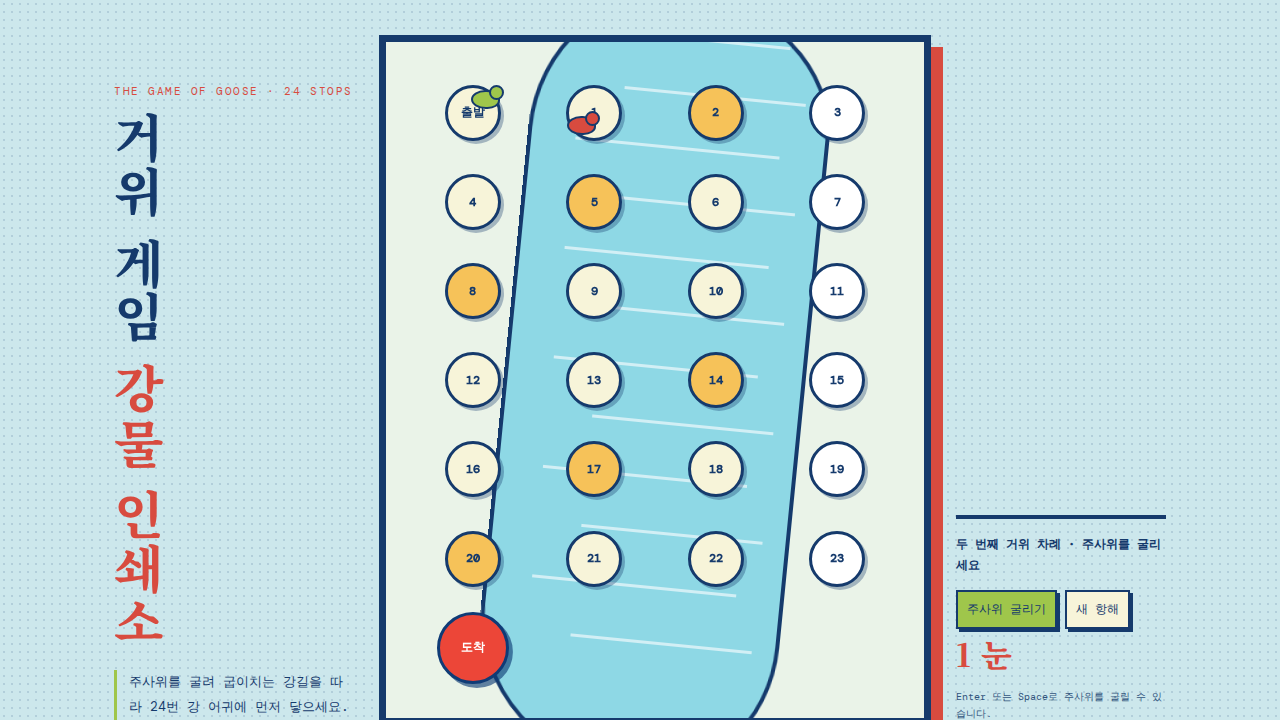 THE GAME OF GOOSE · 24 STOPS
거위 게임 강물 인쇄소
주사위를 굴려 굽이치는 강길을 따
라 24번 강 어귀에 먼저 닿으세요.
출발 1 2 3
4 5 6 7
8 9 10 11
12 13 14 15
16 17 18 19
20 21 22 23
도착
두 번째 거위 차례 · 주사위를 굴리
세요
주사위 굴리기 새 항해
1 눈
Enter 또는 Space로 주사위를 굴릴 수 있
습니다.